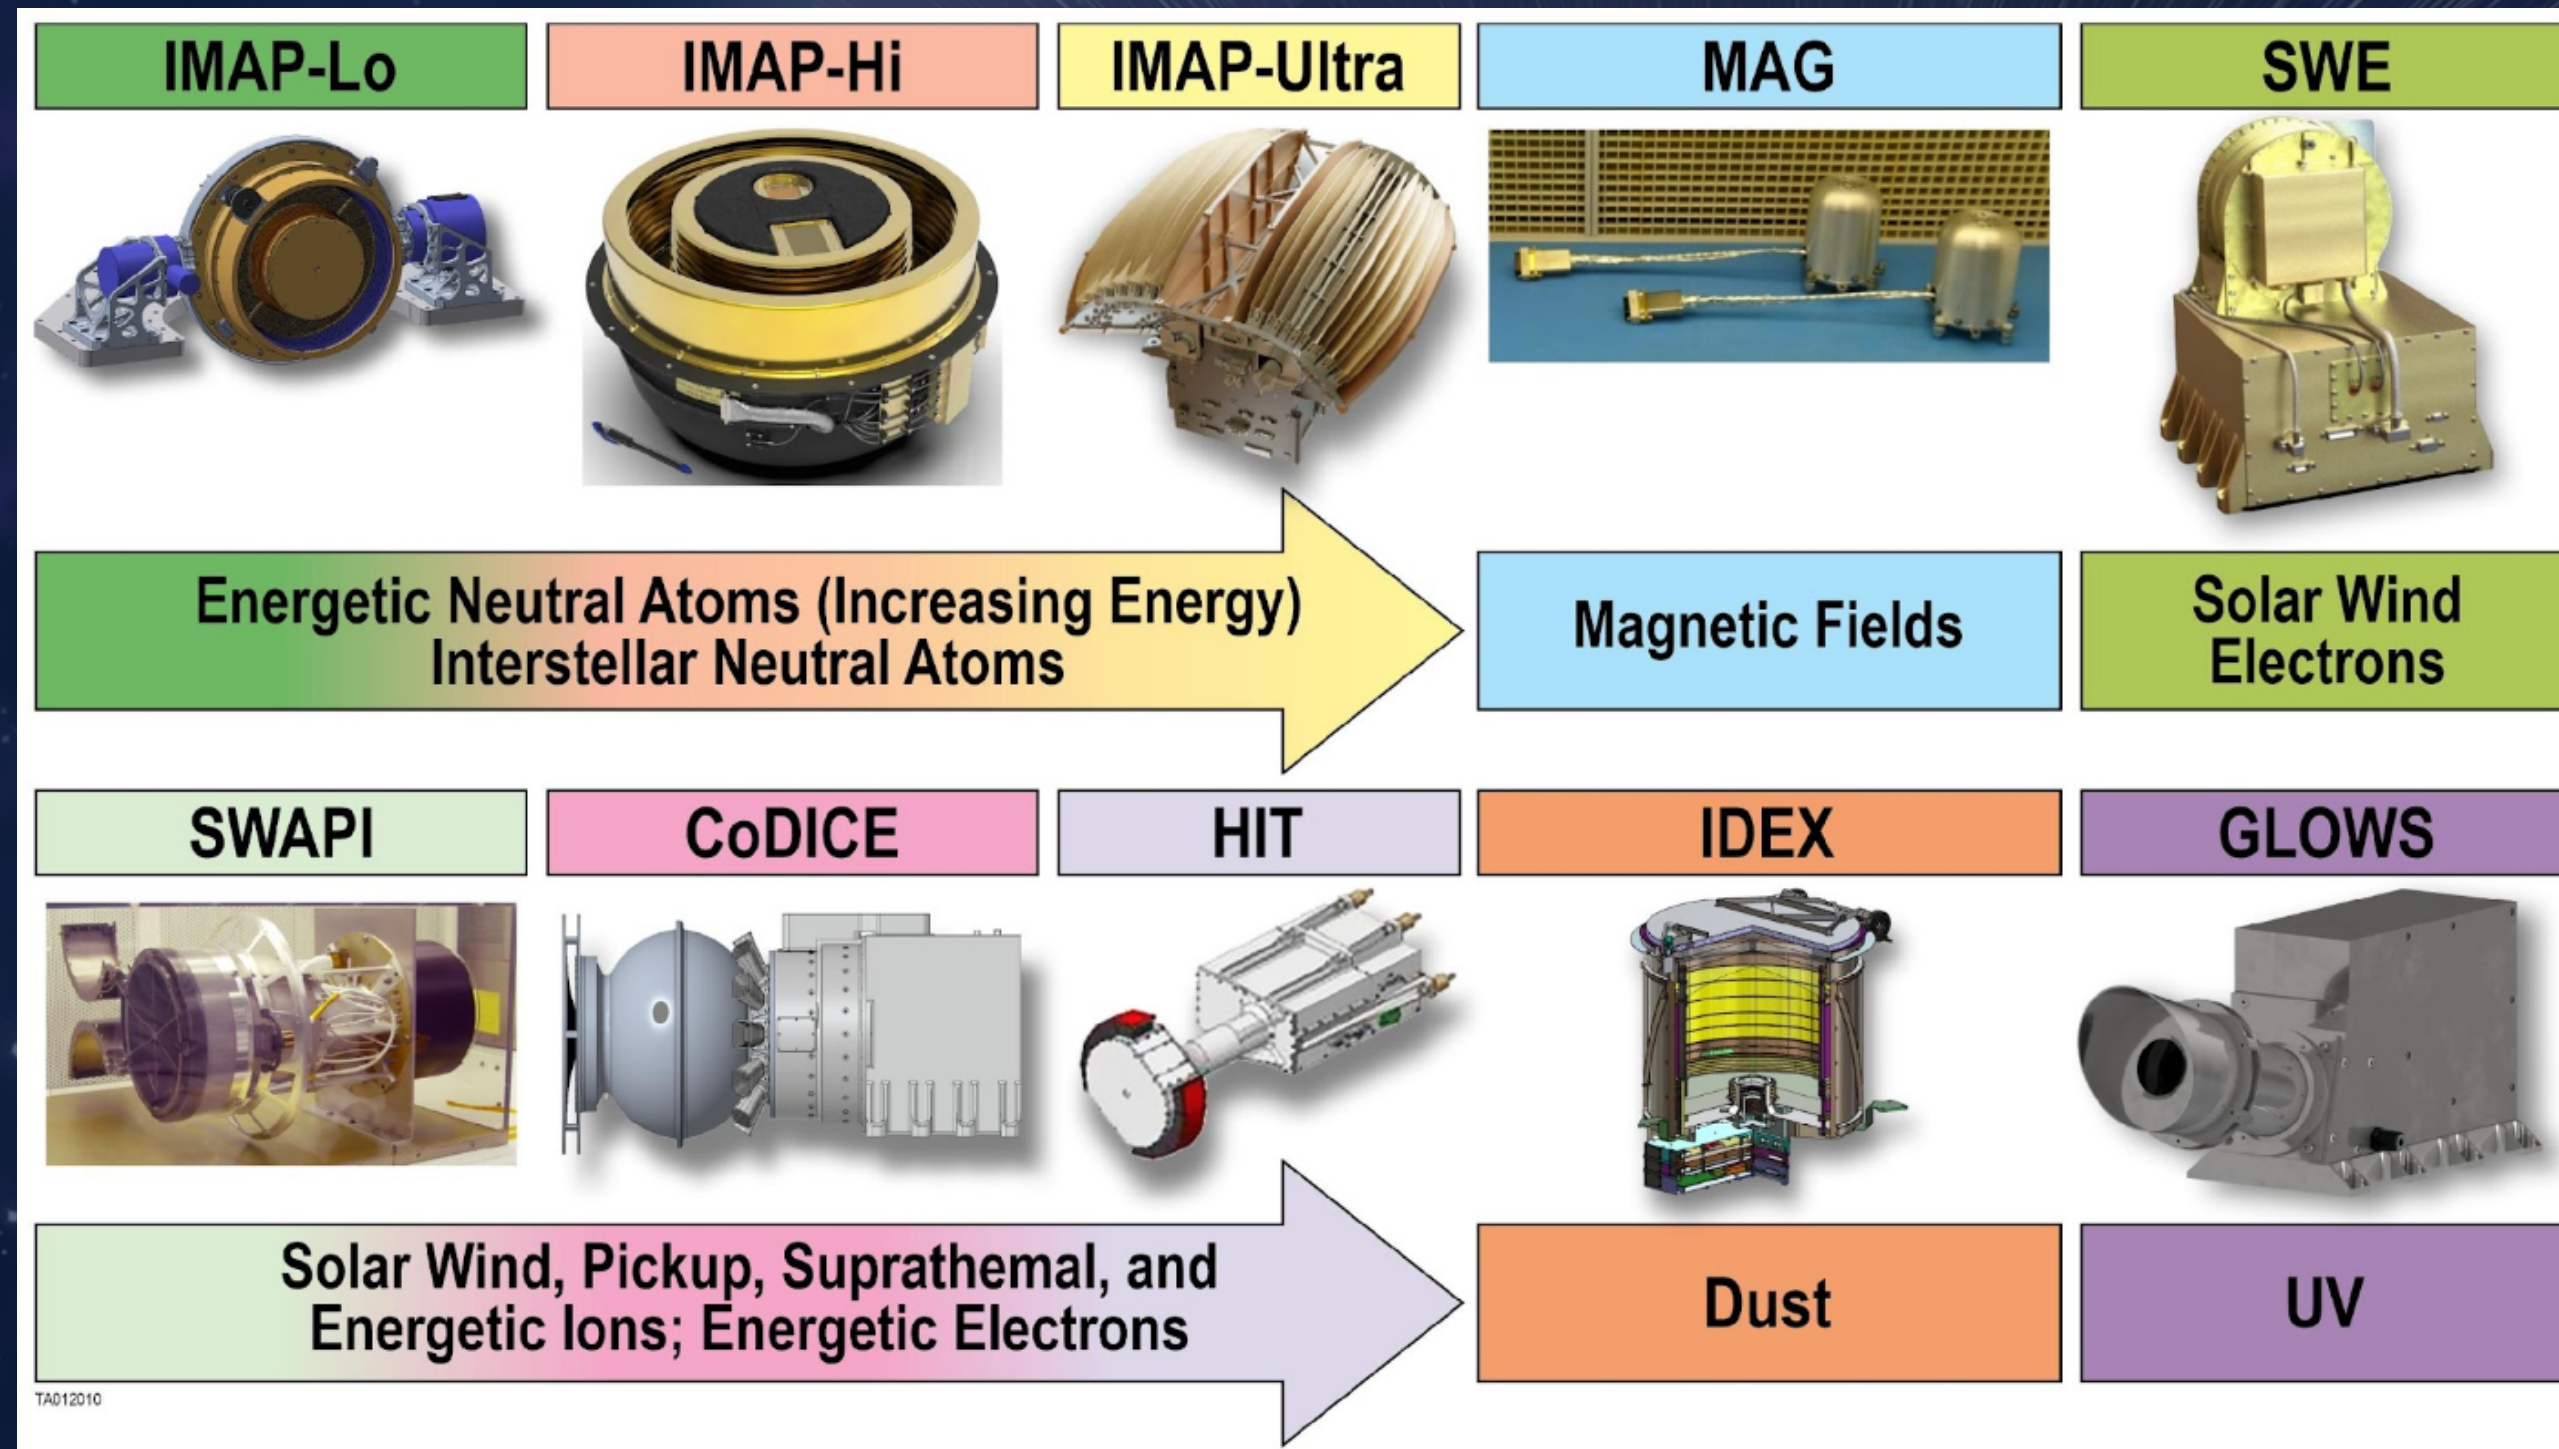 IMAP-Lo
IMAP-Hi
IMAP-Ultra
MAG
SWE
Energetic Neutral Atoms (Increasing Energy)
Interstellar Neutral Atoms
Magnetic Fields
Solar Wind
Electrons
SWAPI
CoDICE
HIT
IDEX
GLOWS
Solar Wind, Pickup, Suprathemal, and
Energetic Ions; Energetic Electrons
Dust
UV
TA012010